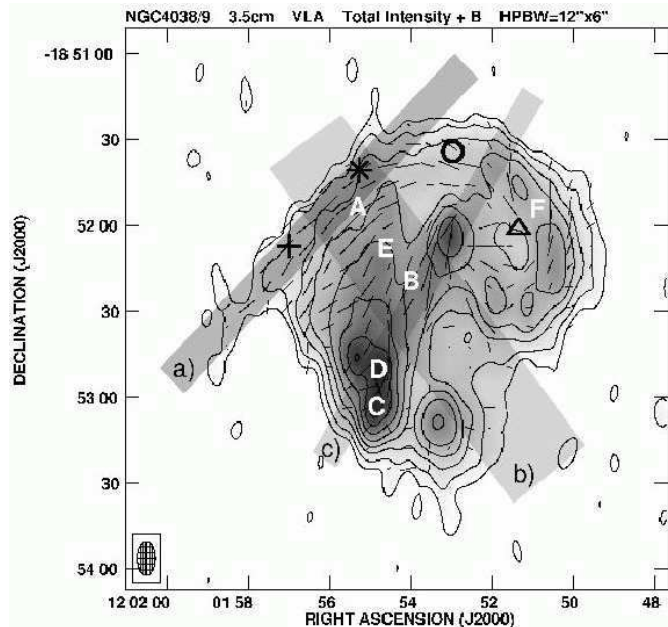 NGC4038/9 3.5cm VLA Total Intensity + B HPBW=12"x6"
-18 51 00
30
52 00
30
53 00
30
54 00
DECLINATION (J2000)
A
F
E
B
D
C
a)
c)
b)
12 02 00 01 58 56 54 52 50 48
RIGHT ASCENSION (J2000)